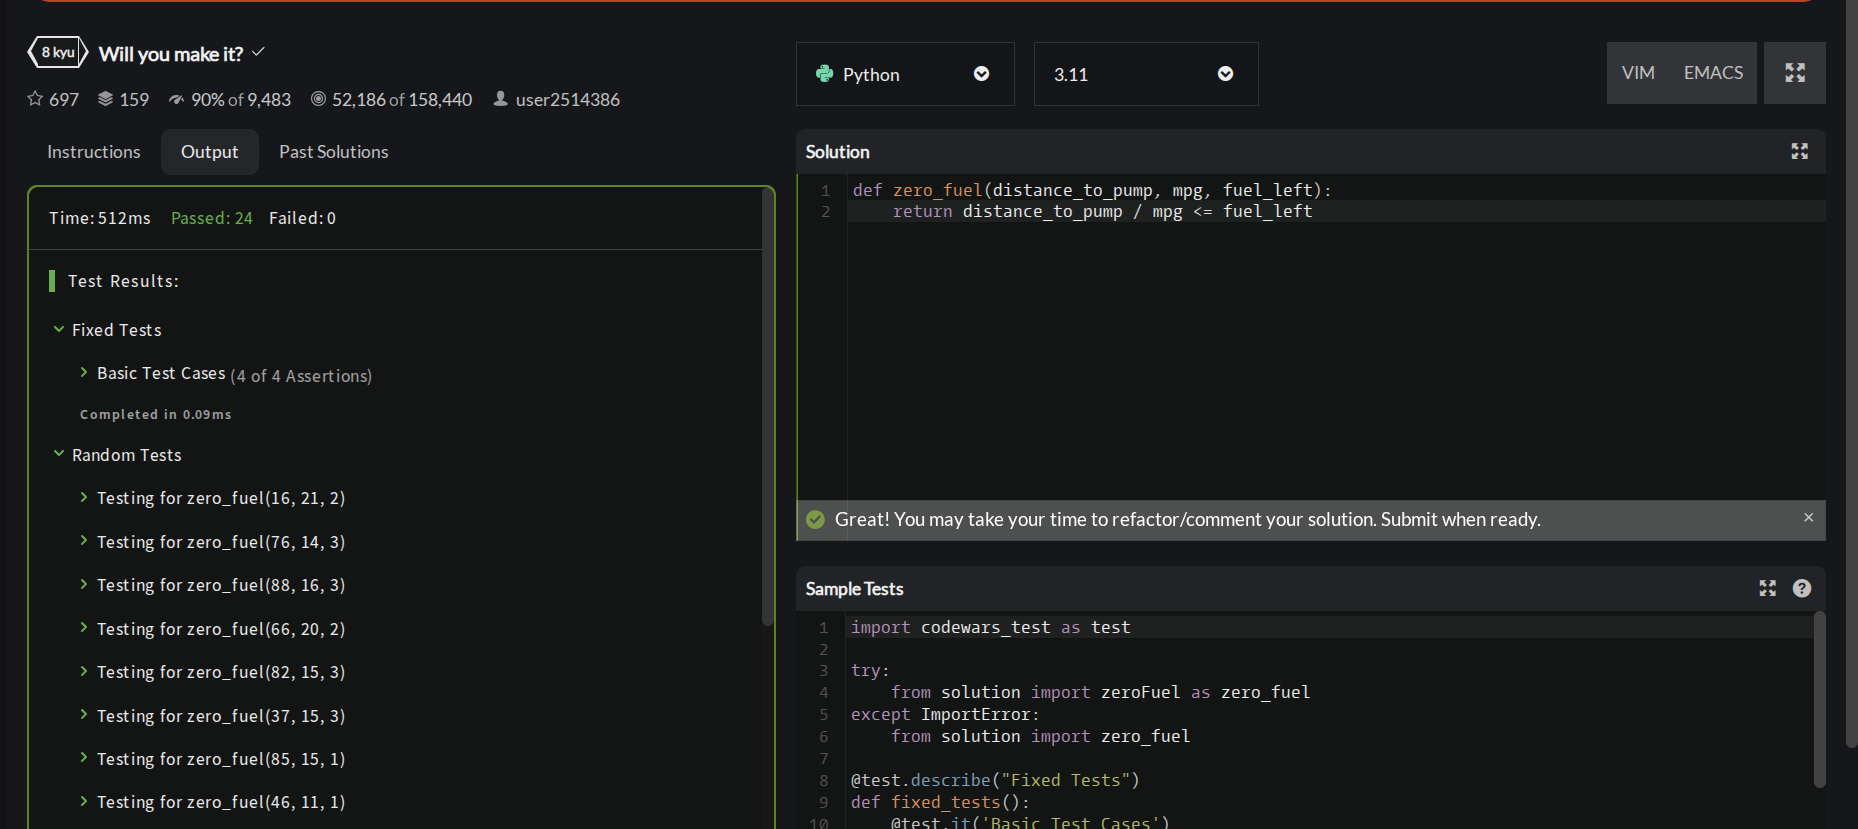 8 kyu Will you make it?
697 159 90% of 9,483 52,186 of 158,440 user2514386
Instructions Output Past Solutions
Time: 512ms Passed: 24 Failed: 0
Test Results:
Fixed Tests
Basic Test Cases (4 of 4 Assertions)
Completed in 0.09ms
Random Tests
Testing for zero_fuel(16, 21, 2)
Testing for zero_fuel(76, 14, 3)
Testing for zero_fuel(88, 16, 3)
Testing for zero_fuel(66, 20, 2)
Testing for zero_fuel(82, 15, 3)
Testing for zero_fuel(37, 15, 3)
Testing for zero_fuel(85, 15, 1)
Testing for zero_fuel(46, 11, 1)
Python 3.11 VIM EMACS
Solution
1 def zero_fuel(distance_to_pump, mpg, fuel_left):
2     return distance_to_pump / mpg <= fuel_left
Great! You may take your time to refactor/comment your solution. Submit when ready. ×
Sample Tests ?
1 import codewars_test as test
2
3 try:
4     from solution import zeroFuel as zero_fuel
5 except ImportError:
6     from solution import zero_fuel
7
8 @test.describe("Fixed Tests")
9 def fixed_tests():
10     @test.it('Basic Test Cases')